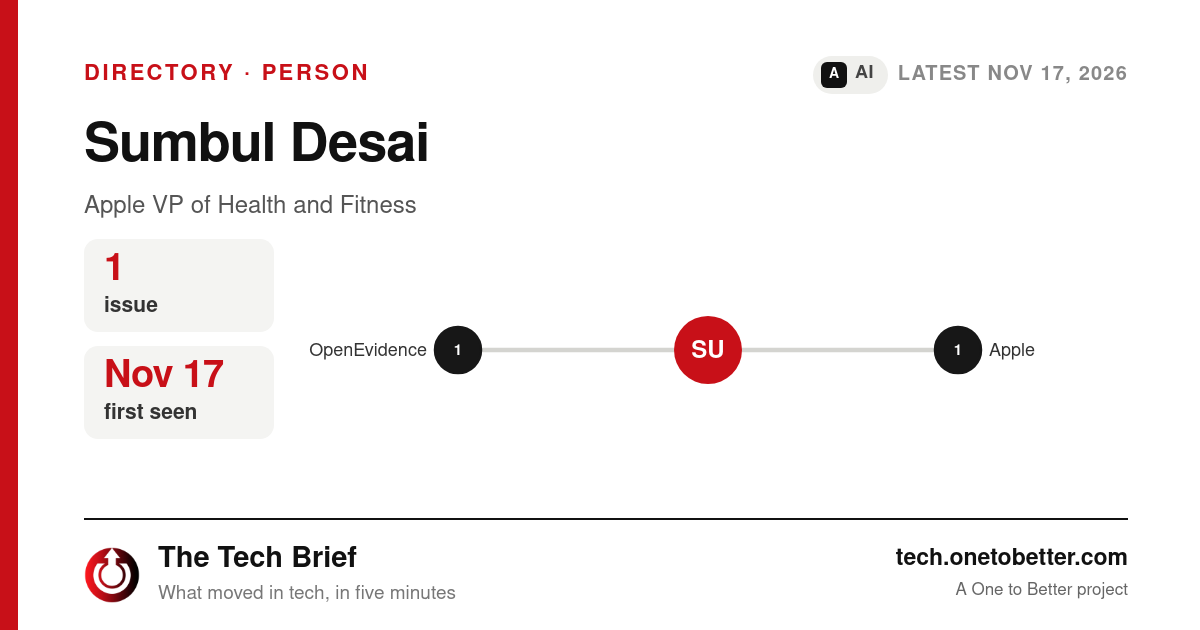 DIRECTORY · PERSON
A AI LATEST NOV 17, 2026
Sumbul Desai
Apple VP of Health and Fitness
1
issue
Nov 17
first seen
OpenEvidence 1 SU 1 Apple
The Tech Brief
What moved in tech, in five minutes
tech.onetobetter.com
A One to Better project